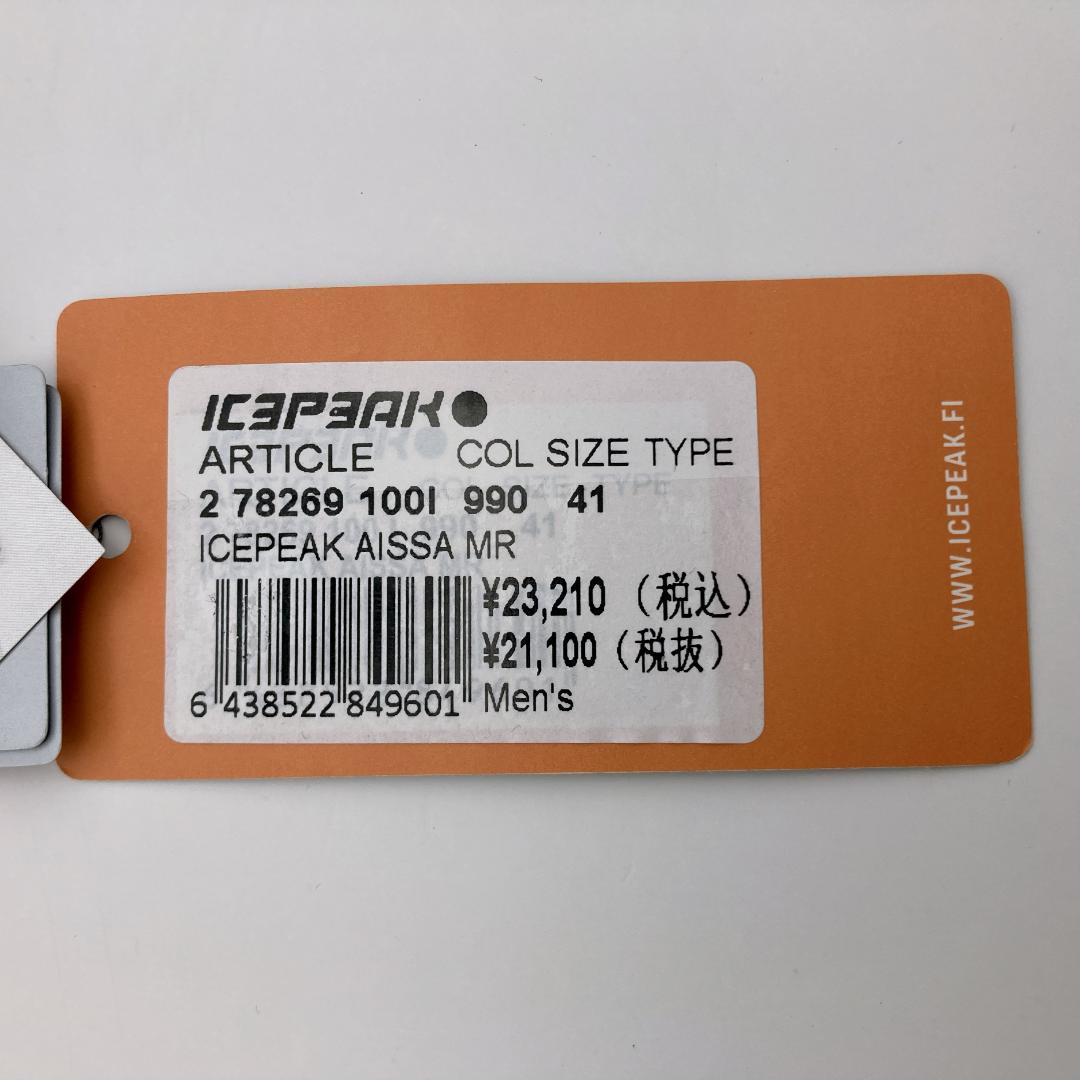 ICEPEAK
ARTICLE COL SIZE TYPE
2 78269 100I 990 41
ICEPEAK AISSA MR
¥23,210 (税込)
¥21,100 (税抜)
6 438522 849601
Men's
WWW.ICEPEAK.FI